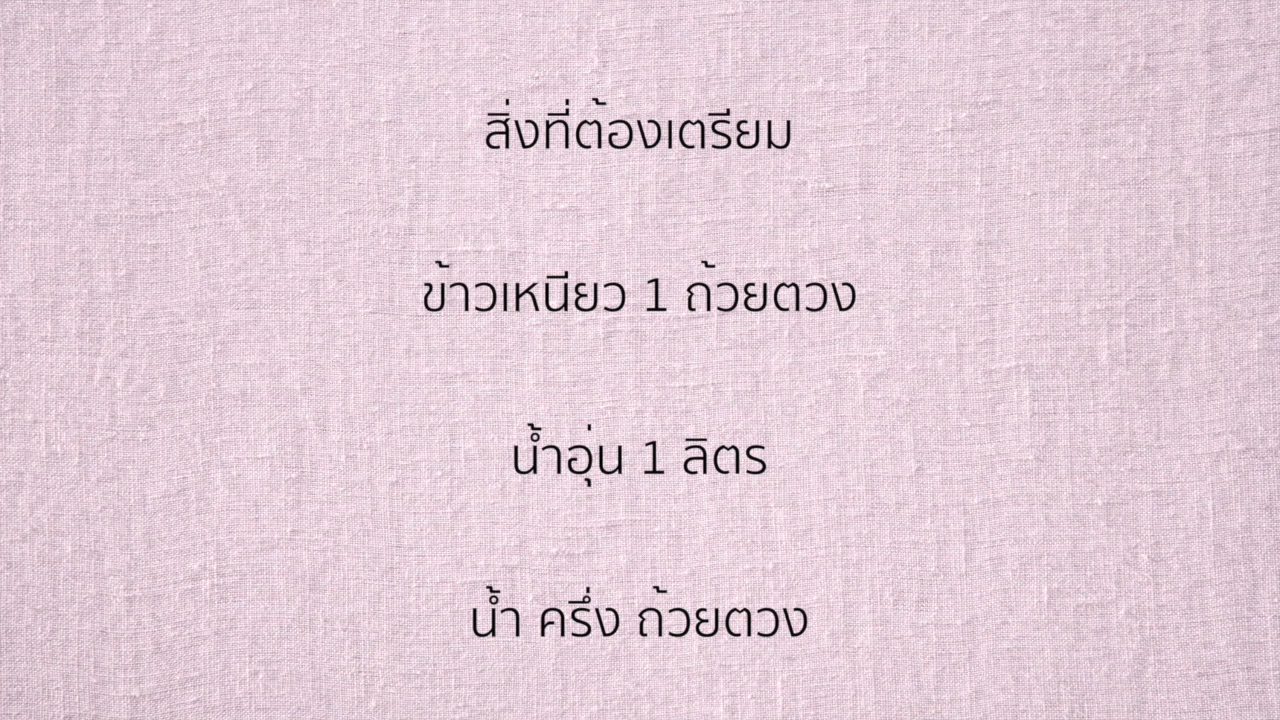 สิ่งที่ต้องเตรียม
ข้าวเหนียว 1 ถ้วยตวง
น้ำอุ่น 1 ลิตร
น้ำ ครึ่ง ถ้วยตวง